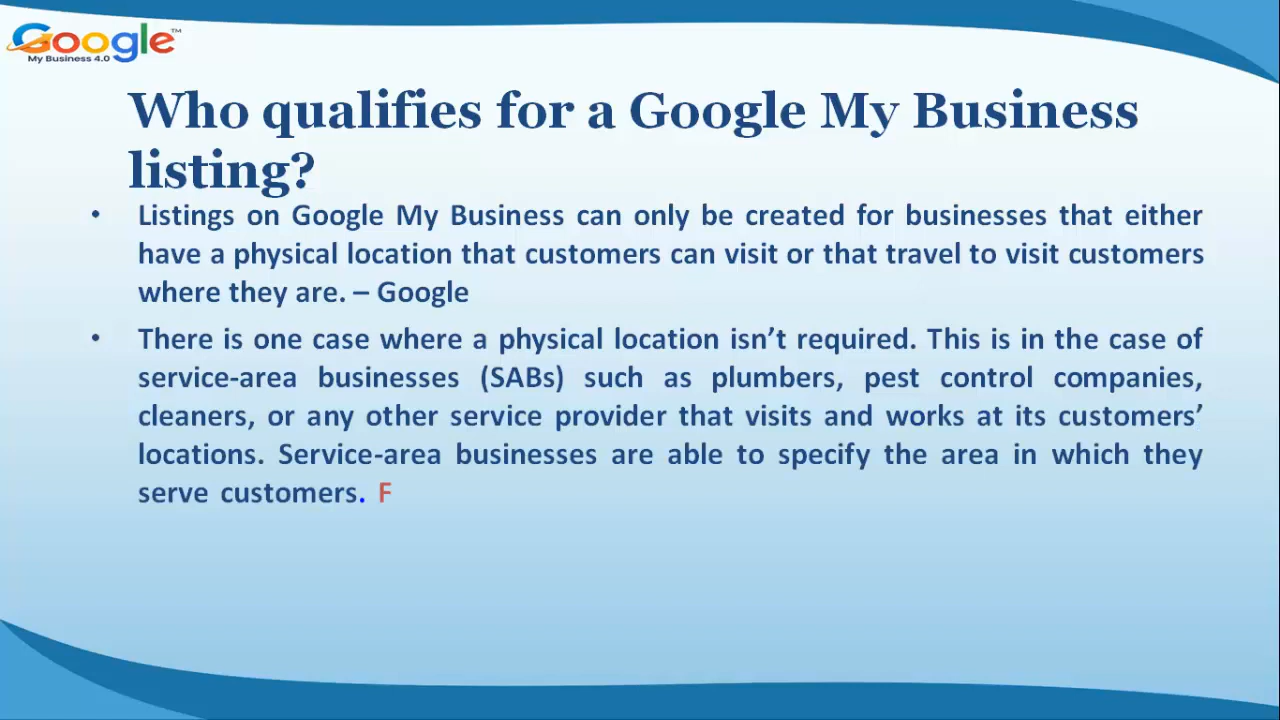 Google™
My Business 4.0
Who qualifies for a Google My Business
listing?
• Listings on Google My Business can only be created for businesses that either
have a physical location that customers can visit or that travel to visit customers
where they are. – Google
• There is one case where a physical location isn’t required. This is in the case of
service-area businesses (SABs) such as plumbers, pest control companies,
cleaners, or any other service provider that visits and works at its customers’
locations. Service-area businesses are able to specify the area in which they
serve customers. F